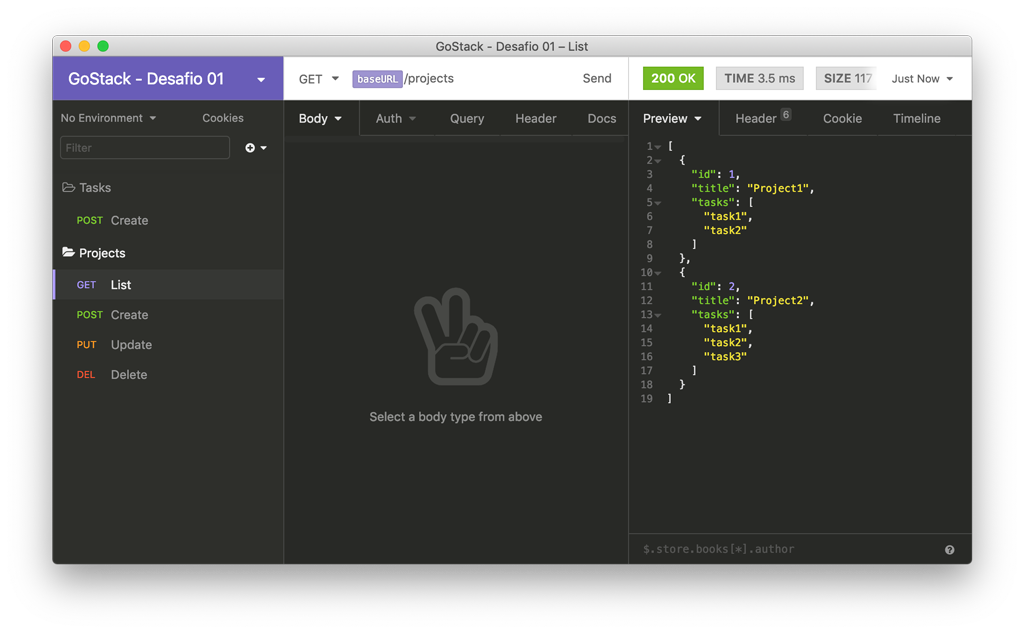 GoStack - Desafio 01 – List
GoStack - Desafio 01
GET baseURL/projects Send
200 OK TIME 3.5 ms SIZE 117 Just Now
No Environment Cookies
Filter
Tasks
POST Create
Projects
GET List
POST Create
PUT Update
DEL Delete
Body Auth Query Header Docs
Select a body type from above
Preview Header 6 Cookie Timeline
1 [
2 {
3 "id": 1,
4 "title": "Project1",
5 "tasks": [
6 "task1",
7 "task2"
8 ]
9 },
10 {
11 "id": 2,
12 "title": "Project2",
13 "tasks": [
14 "task1",
15 "task2",
16 "task3"
17 ]
18 }
19 ]
$.store.books[*].author